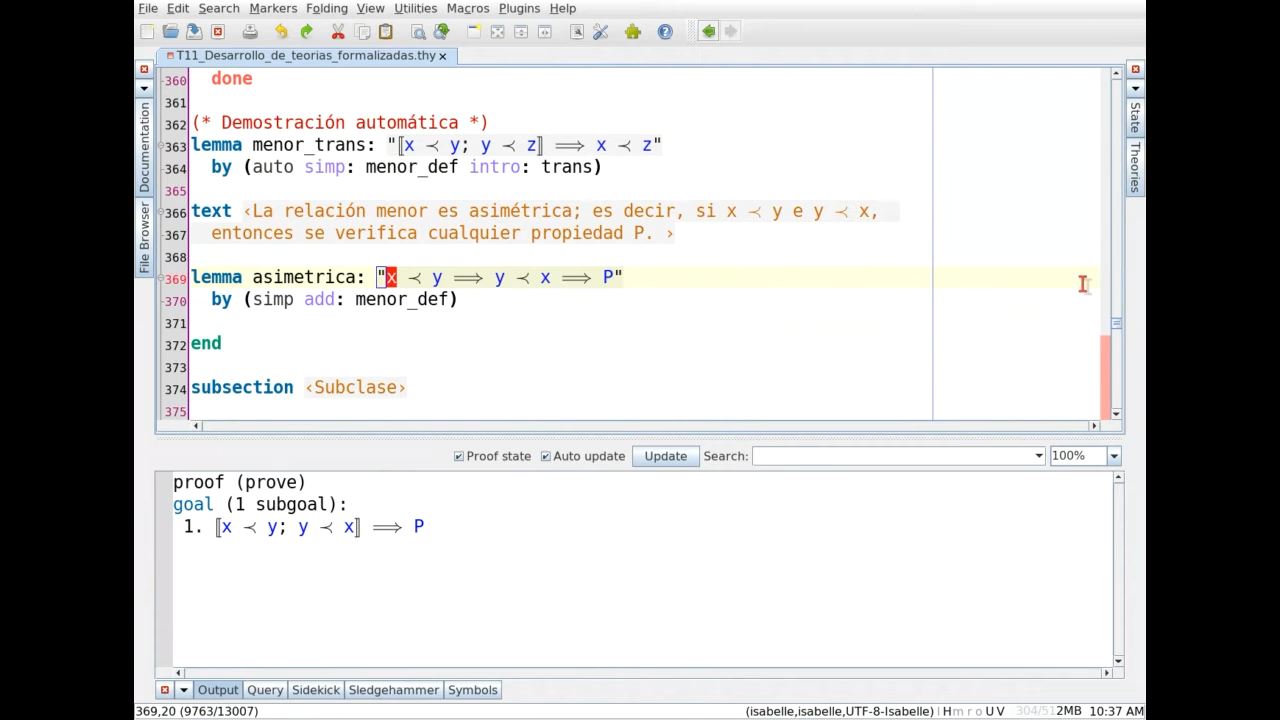 File Edit Search Markers Folding View Utilities Macros Plugins Help
T11_Desarrollo_de_teorias_formalizadas.thy
Documentation
File Browser
State
Theories
360 done
361
362 (* Demostración automática *)
363 lemma menor_trans: "⟦x ≺ y; y ≺ z⟧ ⟹ x ≺ z"
364 by (auto simp: menor_def intro: trans)
365
366 text ‹La relación menor es asimétrica; es decir, si x ≺ y e y ≺ x,
367 entonces se verifica cualquier propiedad P. ›
368
369 lemma asimetrica: "x ≺ y ⟹ y ≺ x ⟹ P"
370 by (simp add: menor_def)
371
372 end
373
374 subsection ‹Subclase›
375
Proof state Auto update Update Search: 100%
proof (prove)
goal (1 subgoal):
1. ⟦x ≺ y; y ≺ x⟧ ⟹ P
Output Query Sidekick Sledgehammer Symbols
369,20 (9763/13007) (isabelle,isabelle,UTF-8-Isabelle) H m r o U V 304/512MB 10:37 AM